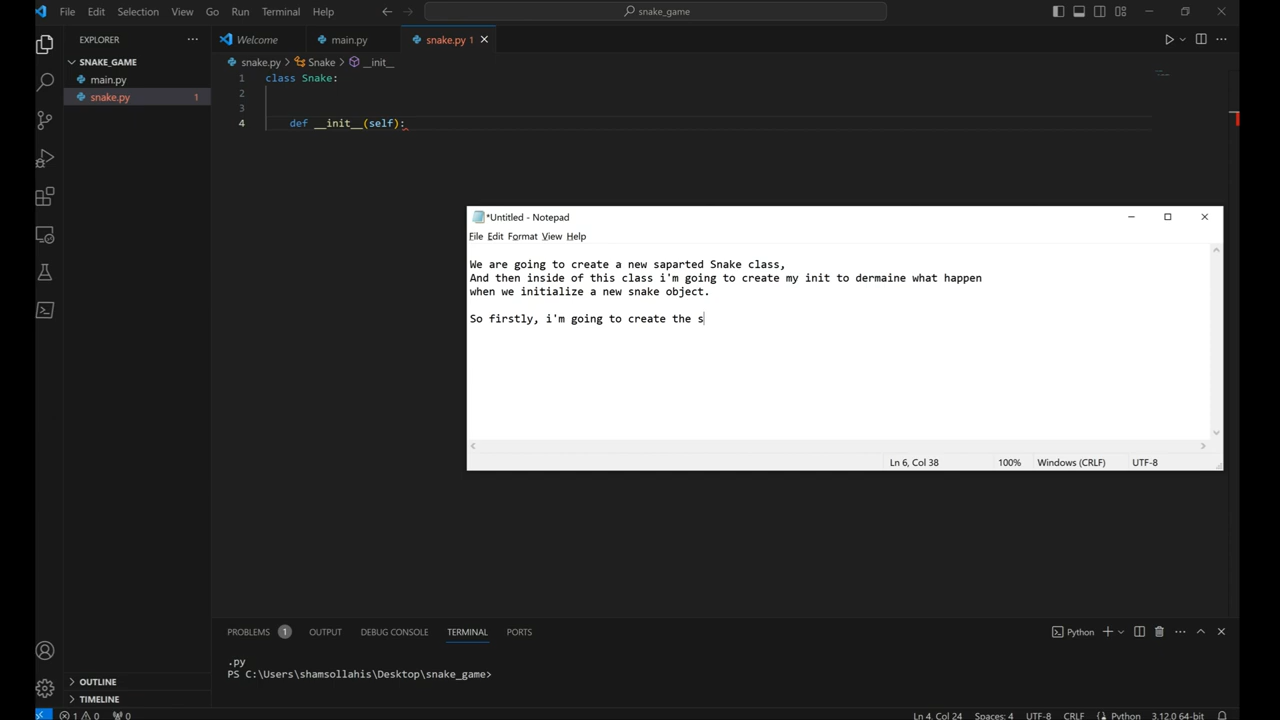 File Edit Selection View Go Run Terminal Help
snake_game
EXPLORER
Welcome
main.py
snake.py 1
SNAKE_GAME
main.py
snake.py 1
snake.py > Snake > __init__
1 class Snake:
2
3
4 def __init__(self):
*Untitled - Notepad
File Edit Format View Help
We are going to create a new saparted Snake class,
And then inside of this class i'm going to create my init to dermaine what happen
when we initialize a new snake object.
So firstly, i'm going to create the s
Ln 6, Col 38 100% Windows (CRLF) UTF-8
PROBLEMS 1 OUTPUT DEBUG CONSOLE TERMINAL PORTS
Python
.py
PS C:\Users\shamsollahis\Desktop\snake_game>
OUTLINE
TIMELINE
1 0 0
Ln 4, Col 24 Spaces: 4 UTF-8 CRLF Python 3.12.0 64-bit